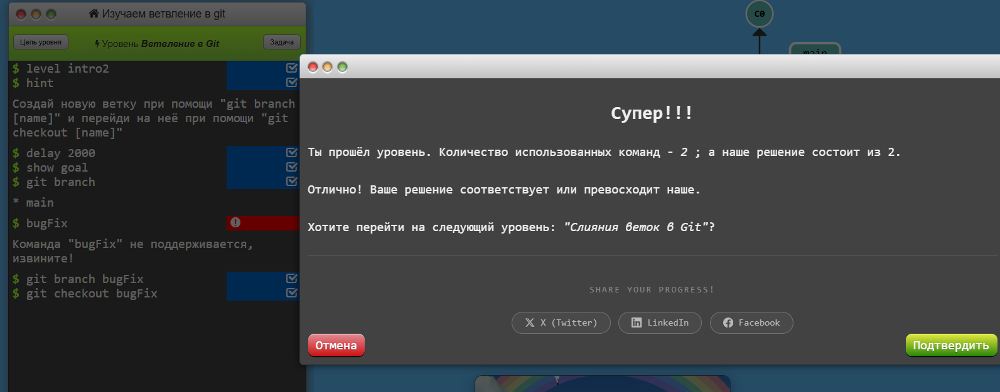 Изучаем ветвление в git
Цель уровня
Уровень Ветвление в Git
Задача
$ level intro2
$ hint
Создай новую ветку при помощи "git branch
[name]" и перейди на неё при помощи "git
checkout [name]"
$ delay 2000
$ show goal
$ git branch
* main
$ bugFix
Команда "bugFix" не поддерживается,
извините!
$ git branch bugFix
$ git checkout bugFix
C0
main
Супер!!!
Ты прошёл уровень. Количество использованных команд - 2 ; а наше решение состоит из 2.
Отлично! Ваше решение соответствует или превосходит наше.
Хотите перейти на следующий уровень: "Слияния веток в Git"?
SHARE YOUR PROGRESS!
X (Twitter)
LinkedIn
Facebook
Отмена
Подтвердить